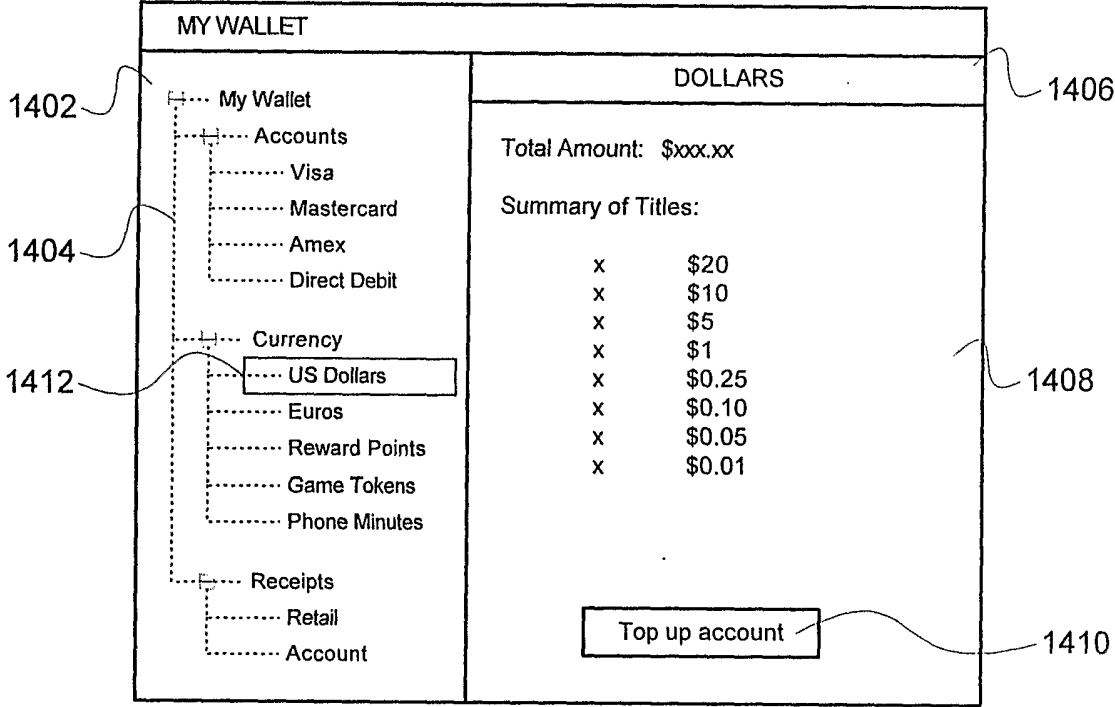 MY WALLET
1402
My Wallet
Accounts
Visa
Mastercard
Amex
Direct Debit
1404
Currency
1412
US Dollars
Euros
Reward Points
Game Tokens
Phone Minutes
Receipts
Retail
Account
DOLLARS
1406
Total Amount: $xxx.xx
Summary of Titles:
x $20
x $10
x $5
x $1
x $0.25
x $0.10
x $0.05
x $0.01
1408
Top up account
1410